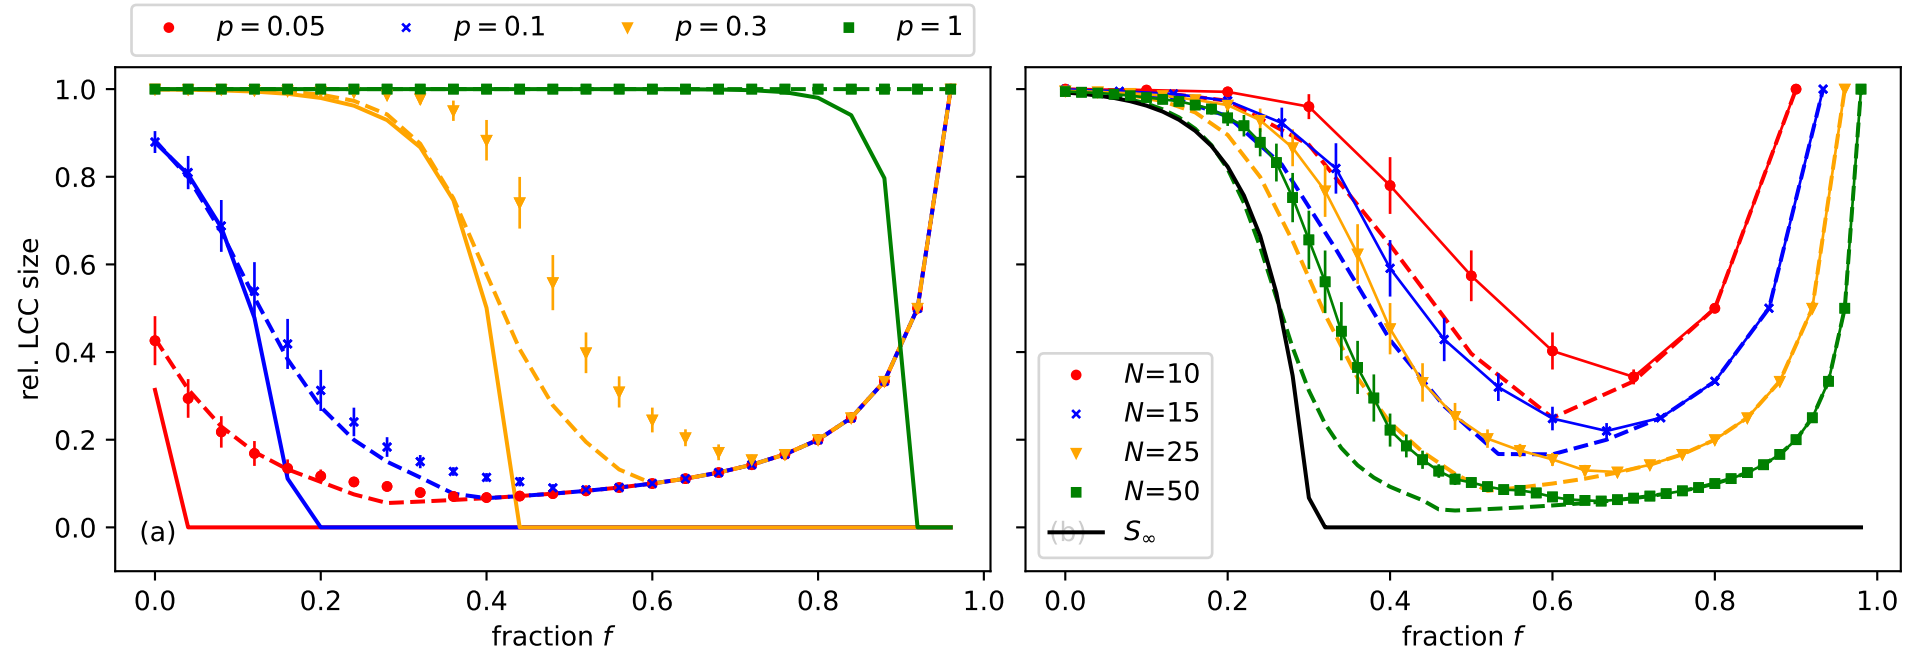 p = 0.05 p = 0.1 p = 0.3 p = 1
rel. LCC size
1.0
0.8
0.6
0.4
0.2
0.0
(a)
0.0 0.2 0.4 0.6 0.8 1.0
fraction f
N=10
N=15
N=25
N=50
(b)
S∞
0.0 0.2 0.4 0.6 0.8 1.0
fraction f